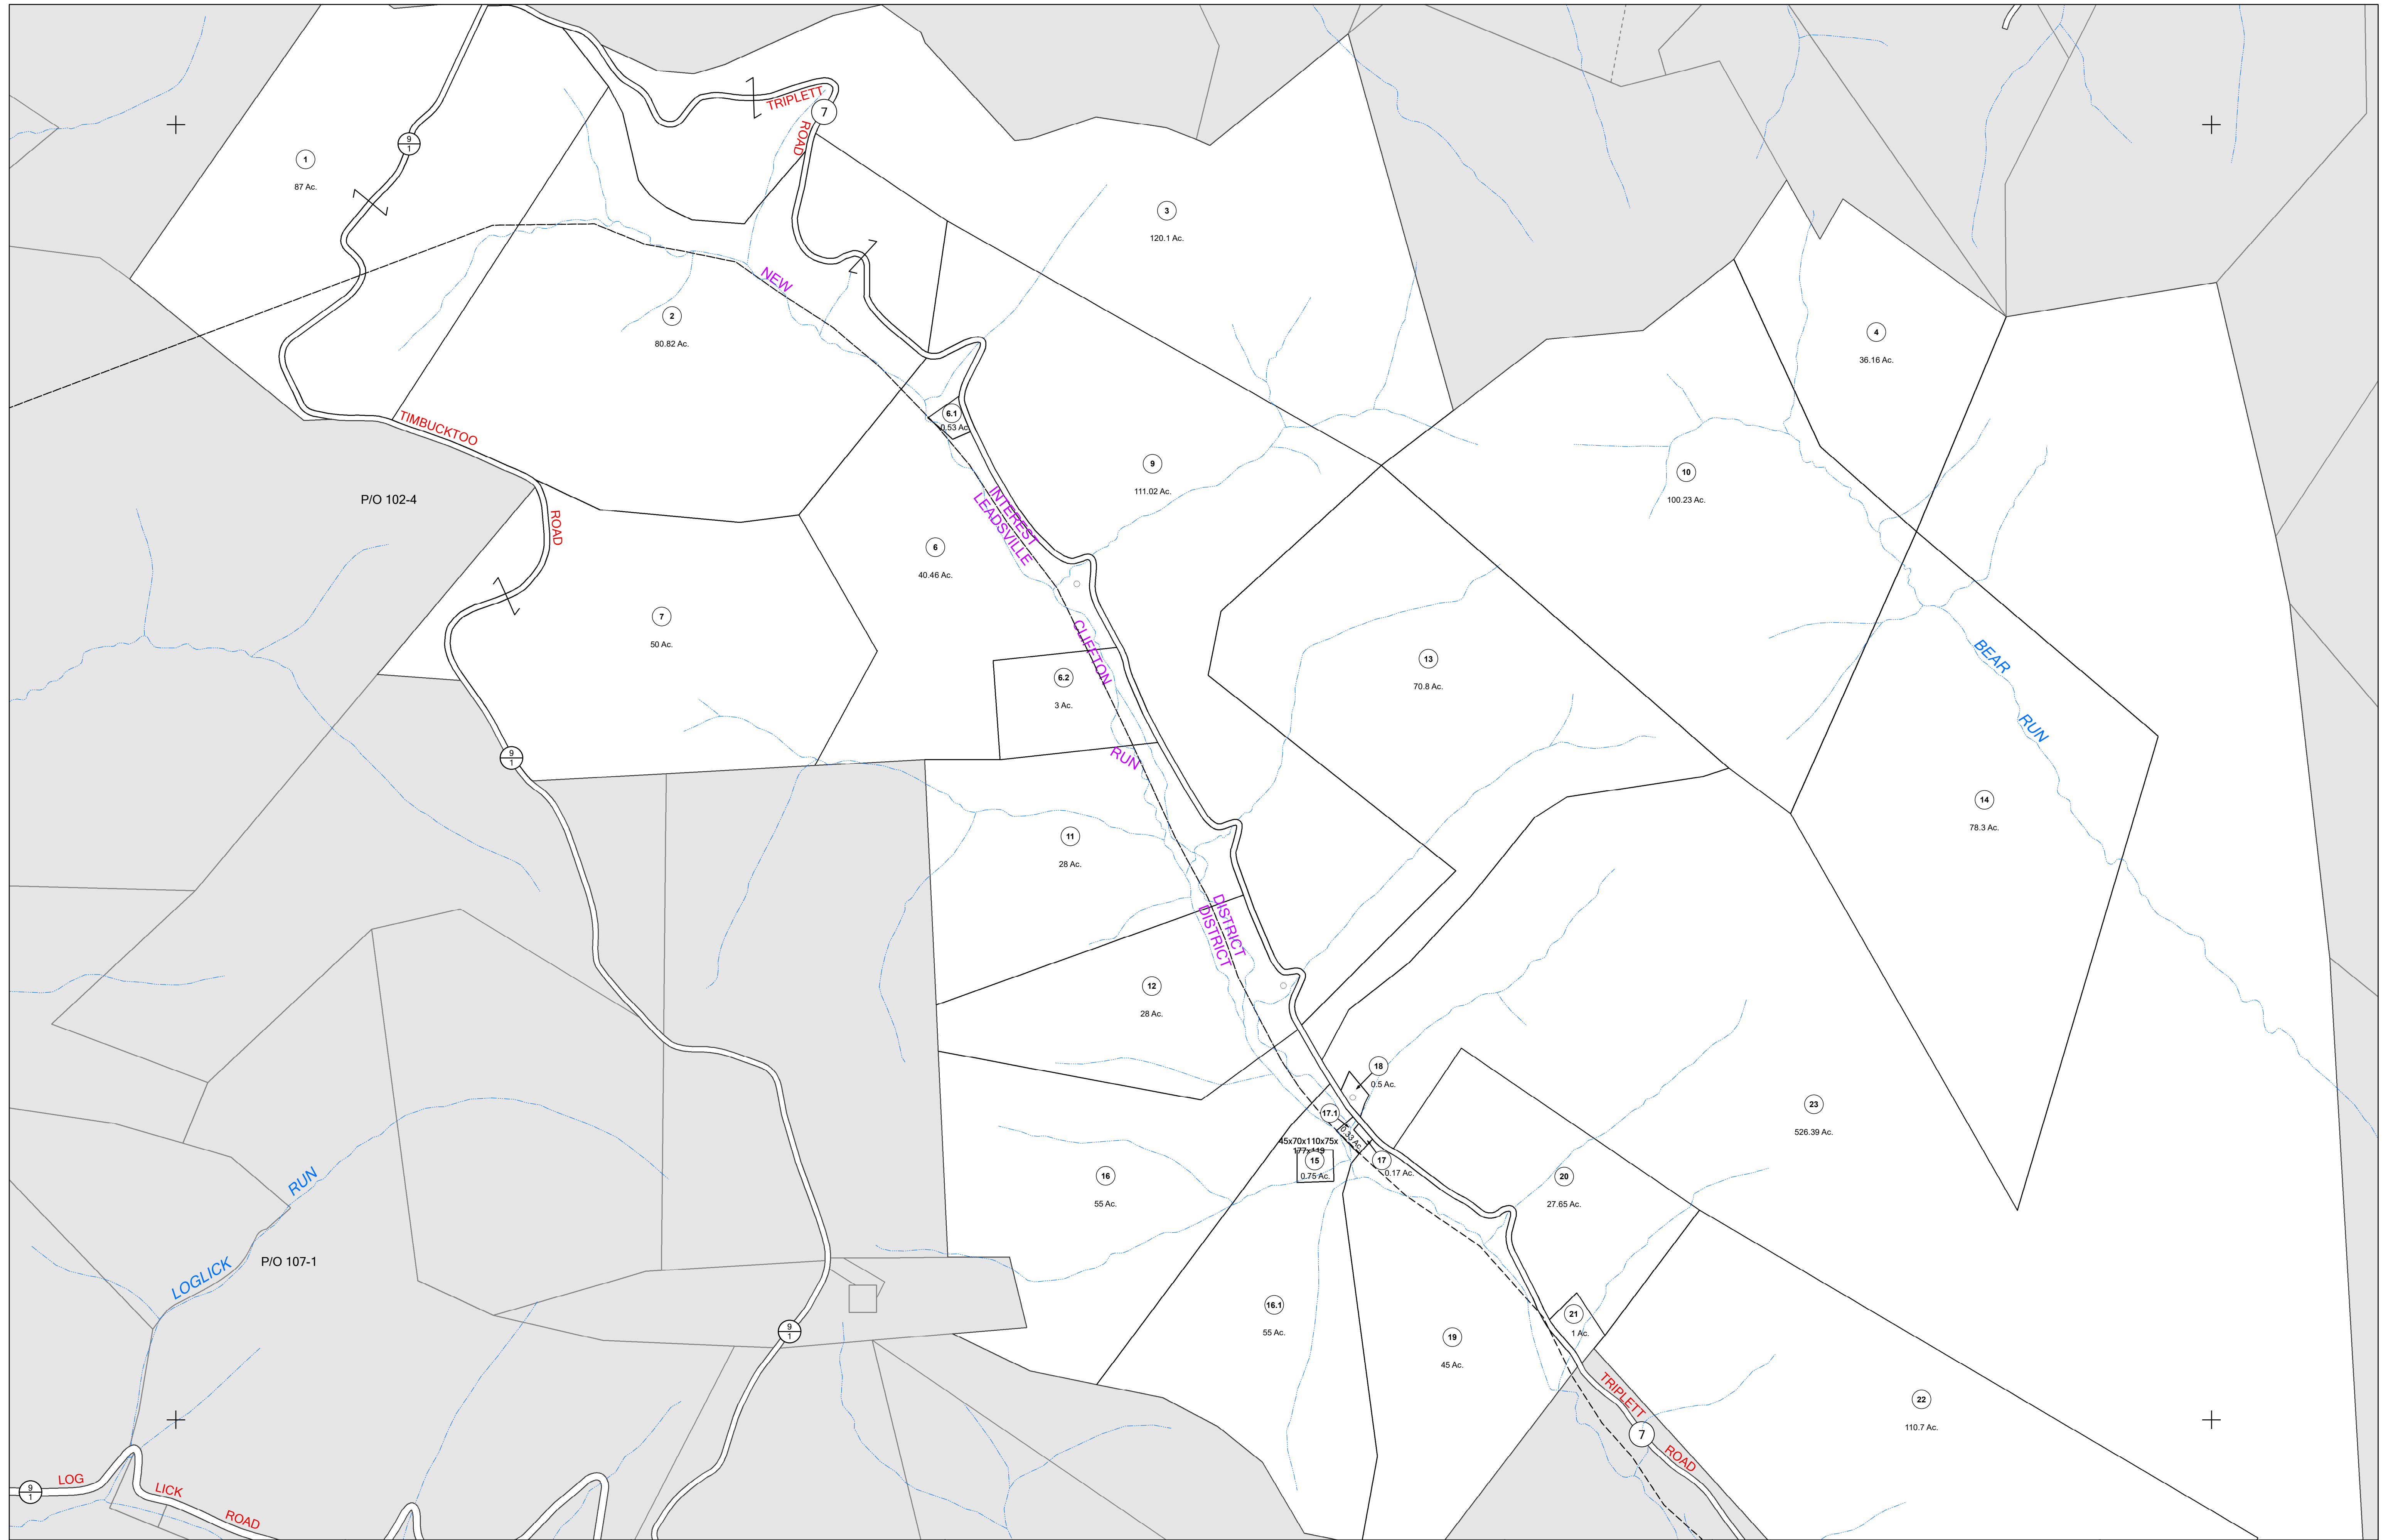 TRIPLETT
7
ROAD
9
1
1
87 Ac.
3
120.1 Ac.
NEW
2
80.82 Ac.
4
36.16 Ac.
6.1
0.53 Ac.
TIMBUCKTOO
ROAD
P/O 102-4
9
111.02 Ac.
10
100.23 Ac.
INTEREST
LEADSVILLE
6
40.46 Ac.
7
50 Ac.
CLIFFTON
RUN
6.2
3 Ac.
13
70.8 Ac.
BEAR
RUN
9
1
14
78.3 Ac.
11
28 Ac.
DISTRICT
DISTRICT
12
28 Ac.
18
0.5 Ac.
17.1
0.33 Ac.
45x70x110x75x
177x119
15
0.75 Ac.
17
0.17 Ac.
23
526.39 Ac.
16
55 Ac.
20
27.65 Ac.
RUN
LOGLICK
P/O 107-1
16.1
55 Ac.
21
1 Ac.
19
45 Ac.
9
1
TRIPLETT
7
ROAD
22
110.7 Ac.
9
1
LOG
LICK
ROAD